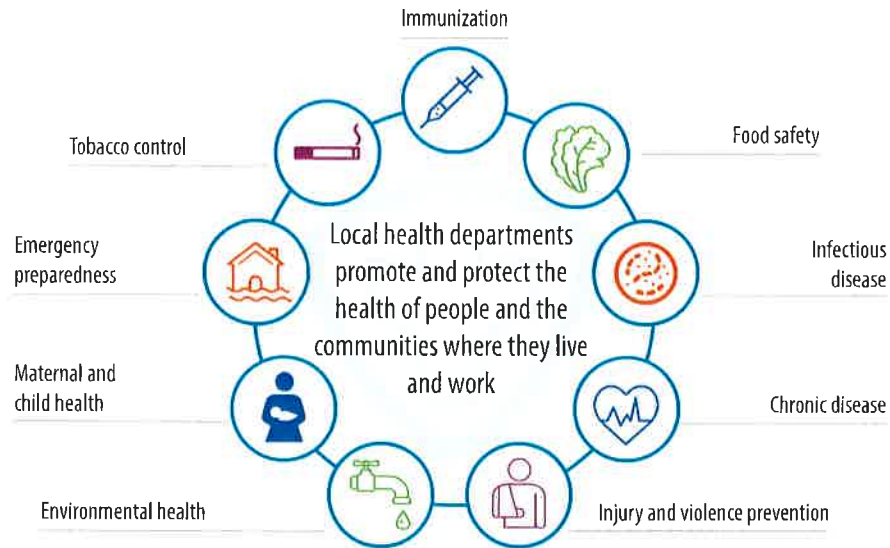 Immunization
Tobacco control
Food safety
Emergency
preparedness
Local health departments
promote and protect the
health of people and the
communities where they live
and work
Infectious
disease
Maternal and
child health
Chronic disease
Environmental health
Injury and violence prevention